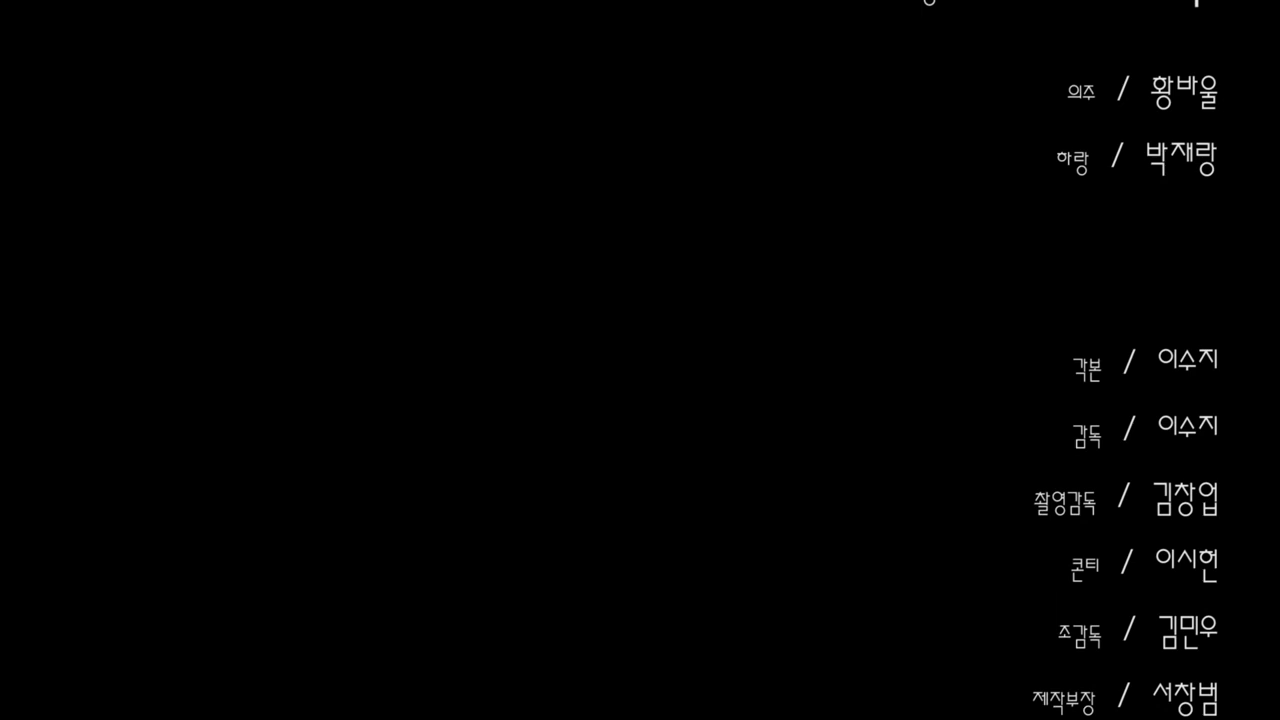 의주 / 황바울
하랑 / 박재랑
각본 / 이수지
감독 / 이수지
촬영감독 / 김창업
콘티 / 이시헌
조감독 / 김민우
제작부장 / 서창범